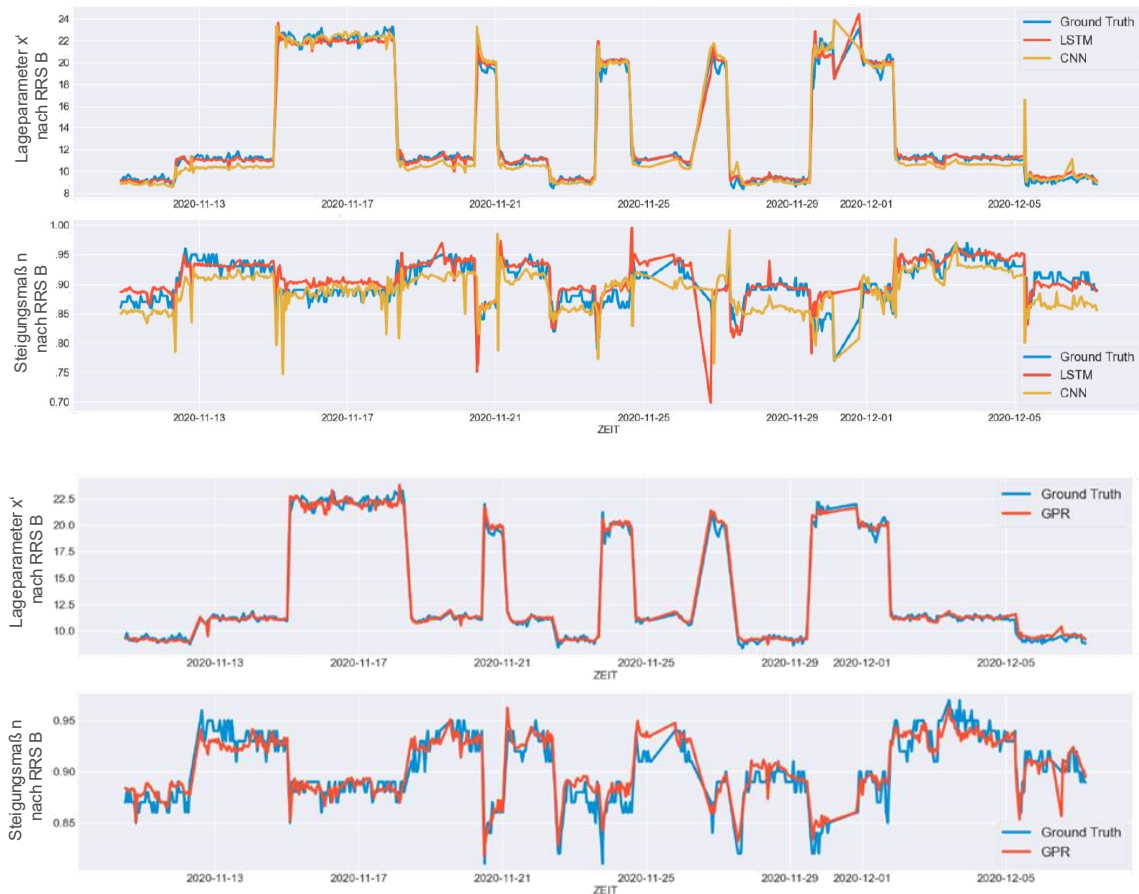 Lageparameter x'
nach RRS B
24
22
20
18
16
14
12
10
8
Ground Truth
LSTM
CNN
2020-11-13
2020-11-17
2020-11-21
2020-11-25
2020-11-29
2020-12-01
2020-12-05
Steigungsmaß n
nach RRS B
1.00
.95
.90
.85
.80
.75
0.70
Ground Truth
LSTM
CNN
2020-11-13
2020-11-17
2020-11-21
2020-11-25
2020-11-29
2020-12-01
2020-12-05
ZEIT
Lageparameter x'
nach RRS B
22.5
20.0
17.5
15.0
12.5
10.0
Ground Truth
GPR
2020-11-13
2020-11-17
2020-11-21
2020-11-25
2020-11-29
2020-12-01
2020-12-05
ZEIT
Steigungsmaß n
nach RRS B
0.95
0.90
0.85
Ground Truth
GPR
2020-11-13
2020-11-17
2020-11-21
2020-11-25
2020-11-29
2020-12-01
2020-12-05
ZEIT